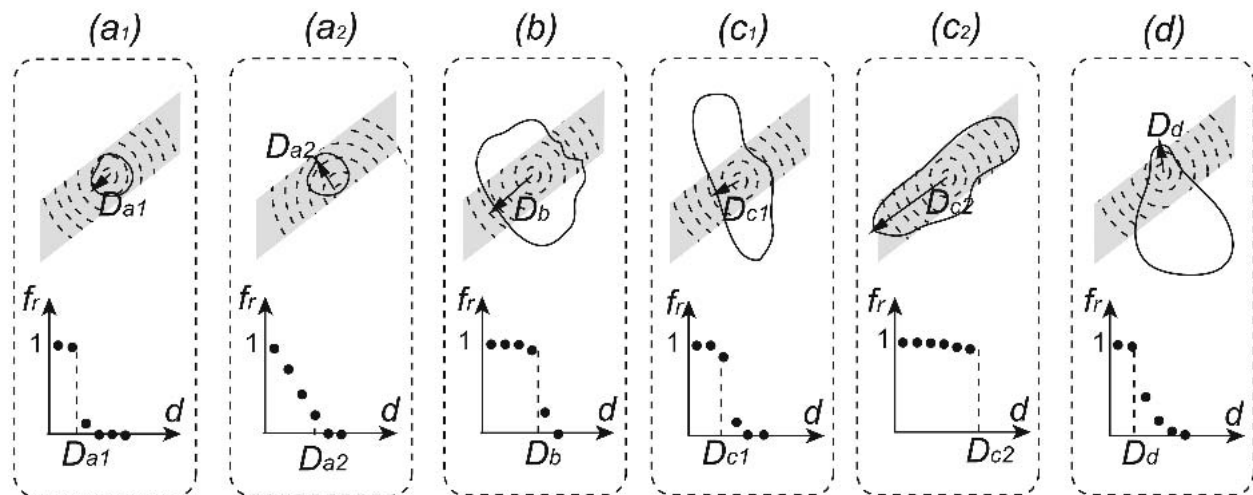 (a1) (a2) (b) (c1) (c2) (d)
Da1 Da2 Db Dc1 Dc2 Dd
fr fr fr fr fr fr
1 1 1 1 1 1
d d d d d d
Da1 Da2 Db Dc1 Dc2 Dd